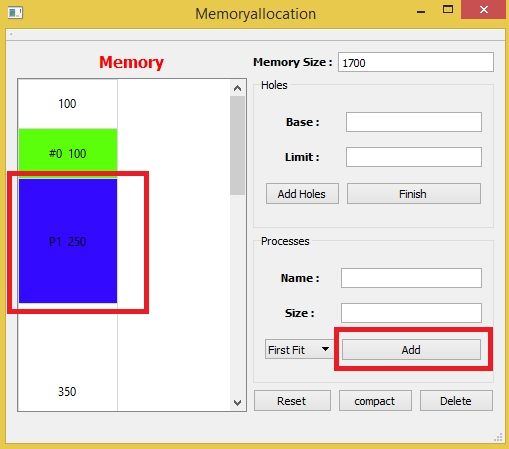 Memoryallocation
Memory
100
#0 100
P1 250
350
Memory Size : 1700
Holes
Base :
Limit :
Add Holes Finish
Processes
Name :
Size :
First Fit Add
Reset compact Delete